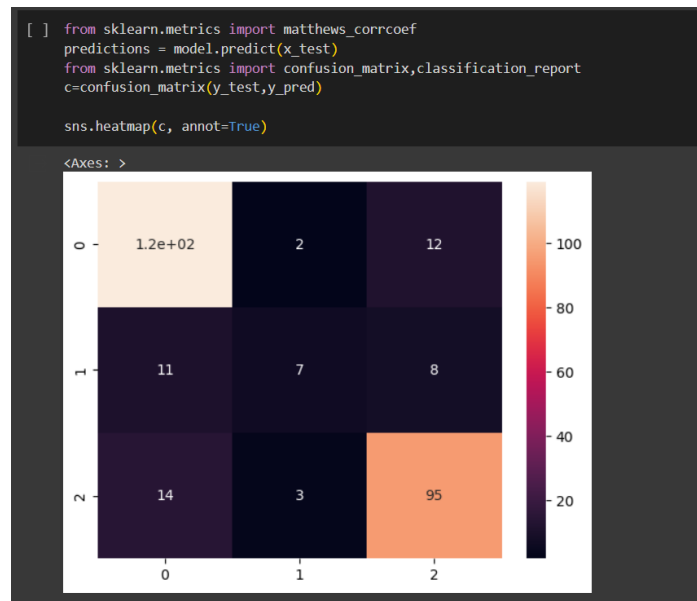 [ ] from sklearn.metrics import matthews_corrcoef
predictions = model.predict(x_test)
from sklearn.metrics import confusion_matrix,classification_report
c=confusion_matrix(y_test,y_pred)
sns.heatmap(c, annot=True)
<Axes: >
0 1.2e+02 2 12
1 11 7 8
2 14 3 95
0 1 2
100
80
60
40
20